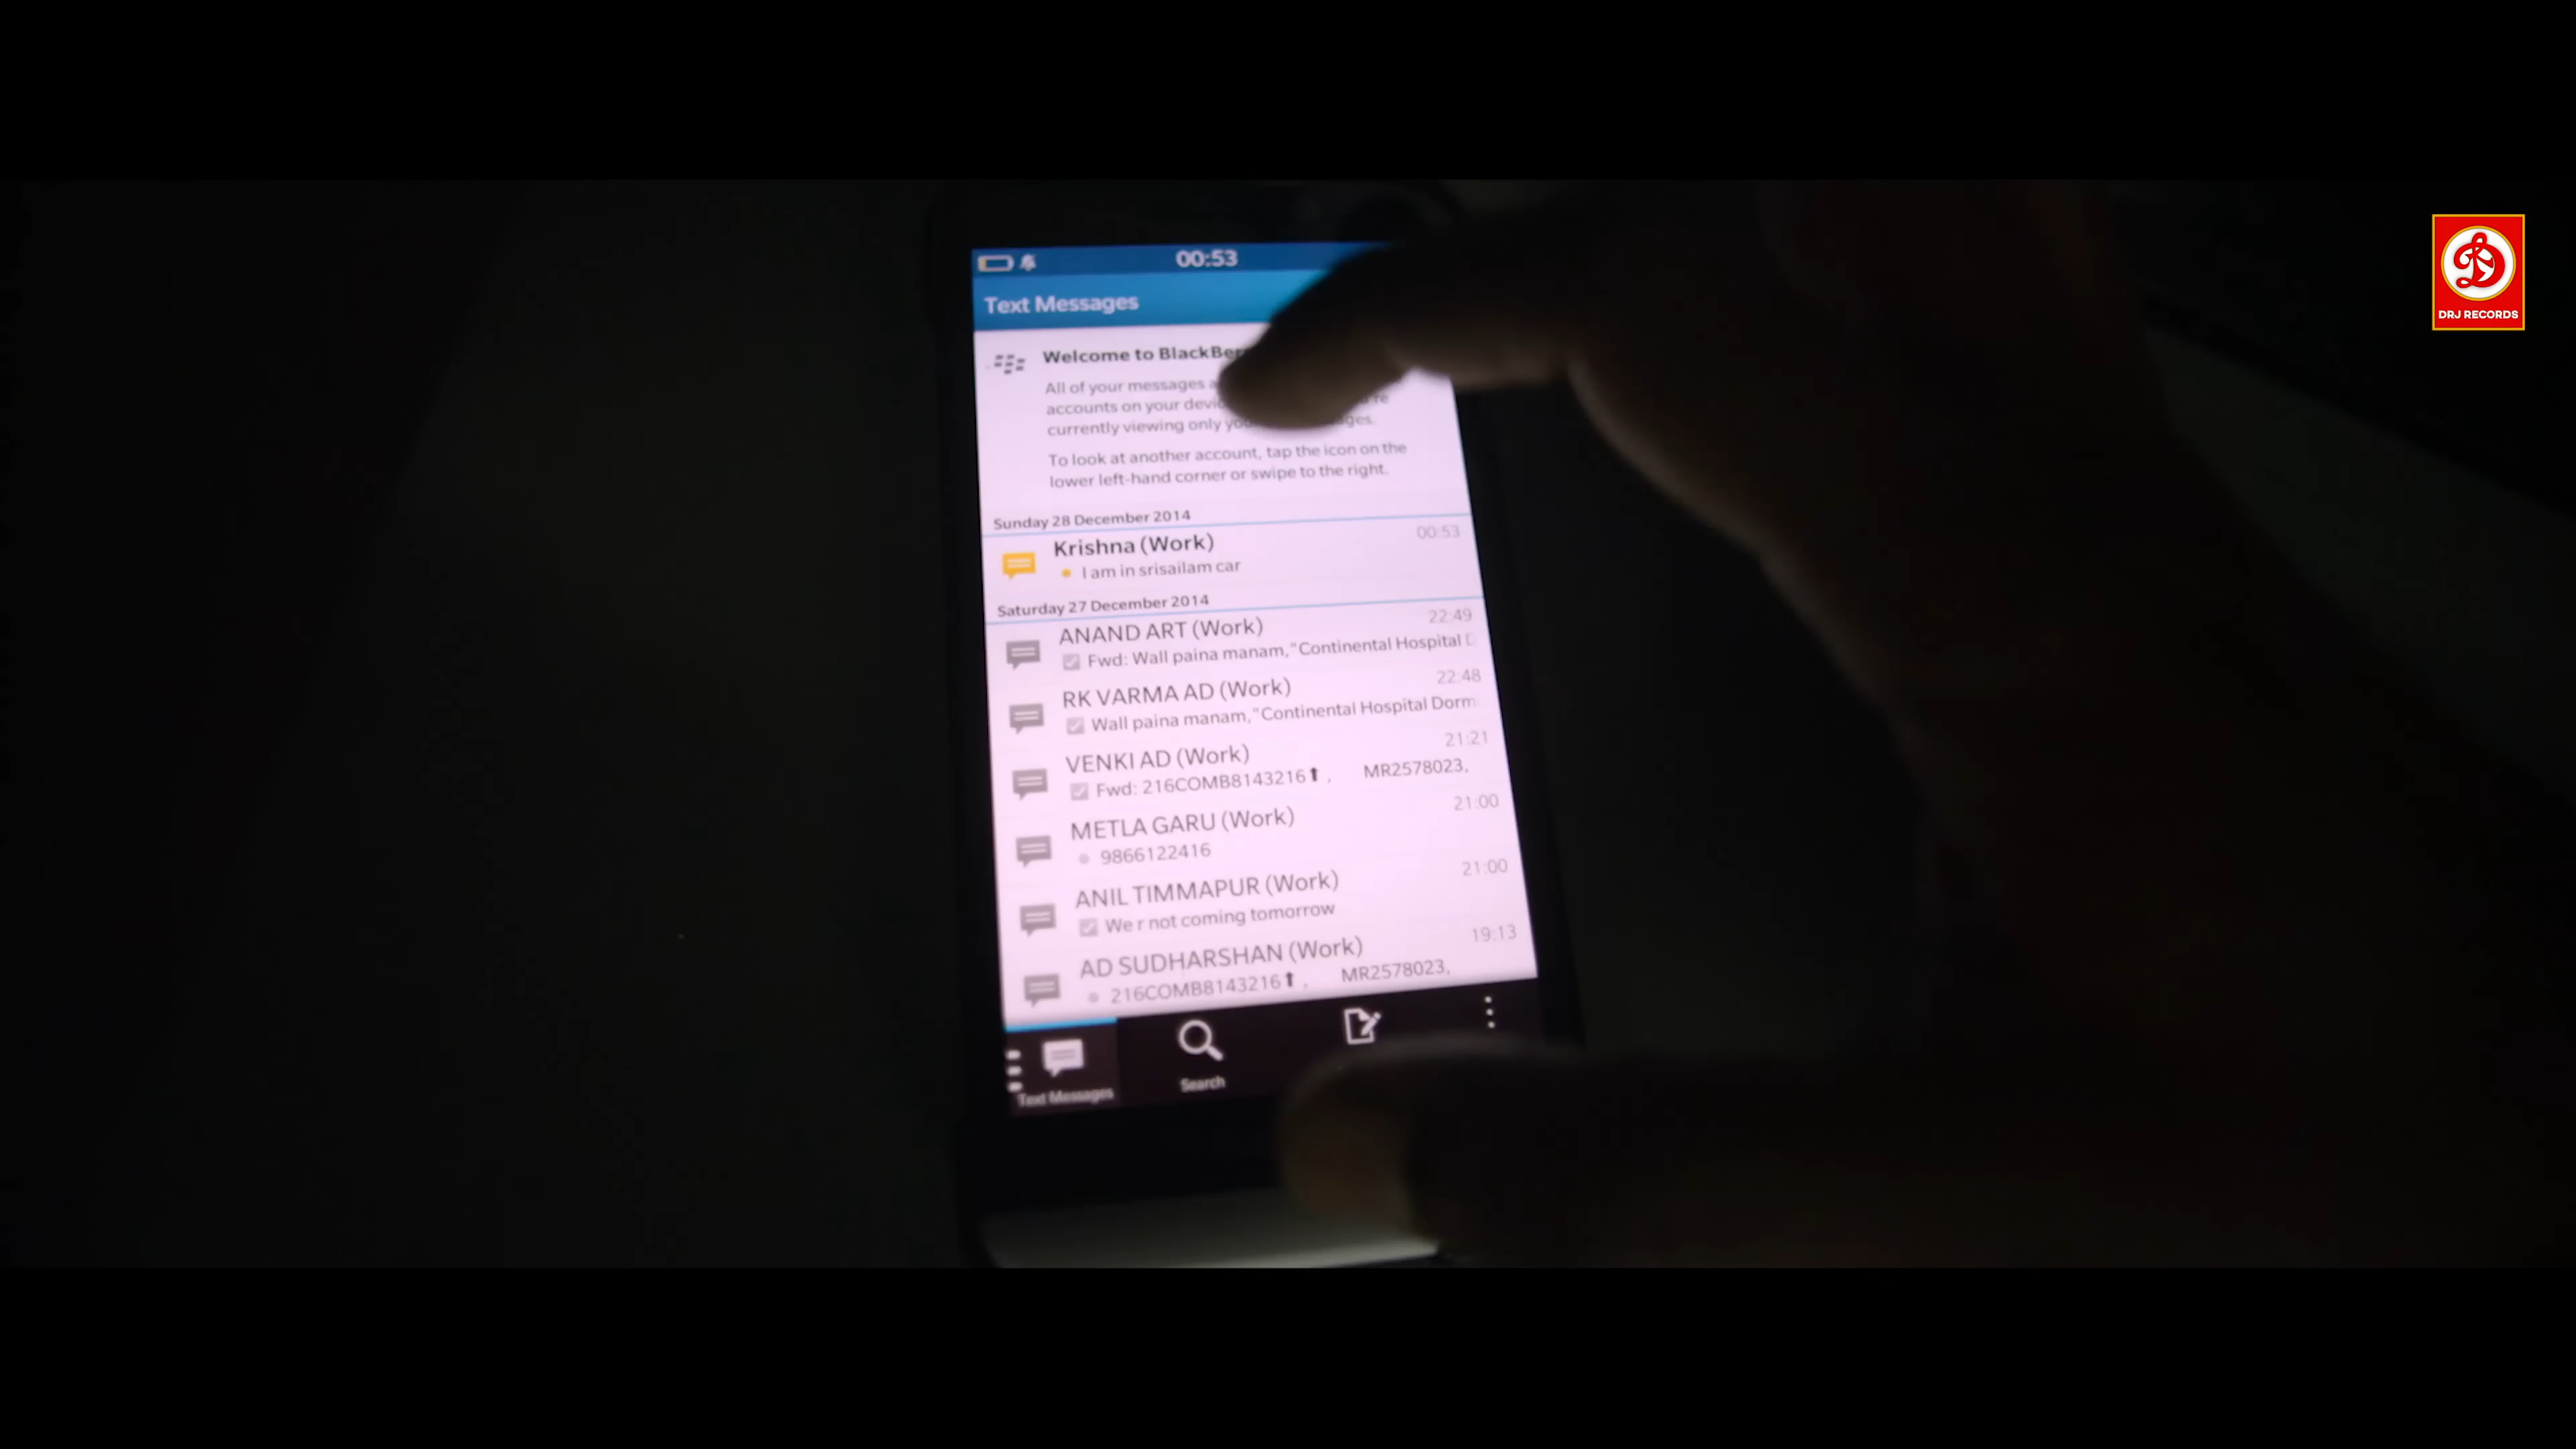 00:53
Text Messages
Welcome to
All of your messages
accounts on your
currently viewing only
To look at another account, tap the icon on the
lower left-hand corner or swipe to the right.
Sunday 28 December 2014
Krishna (Work) 00:53
I am in srisailam car
Saturday 27 December 2014
ANAND ART (Work) 22:49
Fwd: Wall paina manam,"Continental Hospital
RK VARMA AD (Work) 22:48
Wall paina manam,"Continental Hospital Dorm
VENKI AD (Work) 21:21
Fwd: 216COMB8143216⬆ , MR2578023,
METLA GARU (Work) 21:00
9866122416
ANIL TIMMAPUR (Work) 21:00
We r not coming tomorrow
AD SUDHARSHAN (Work) 19:13
216COMB8143216⬆ , MR2578023,
Text Messages
Search
DRJ RECORDS